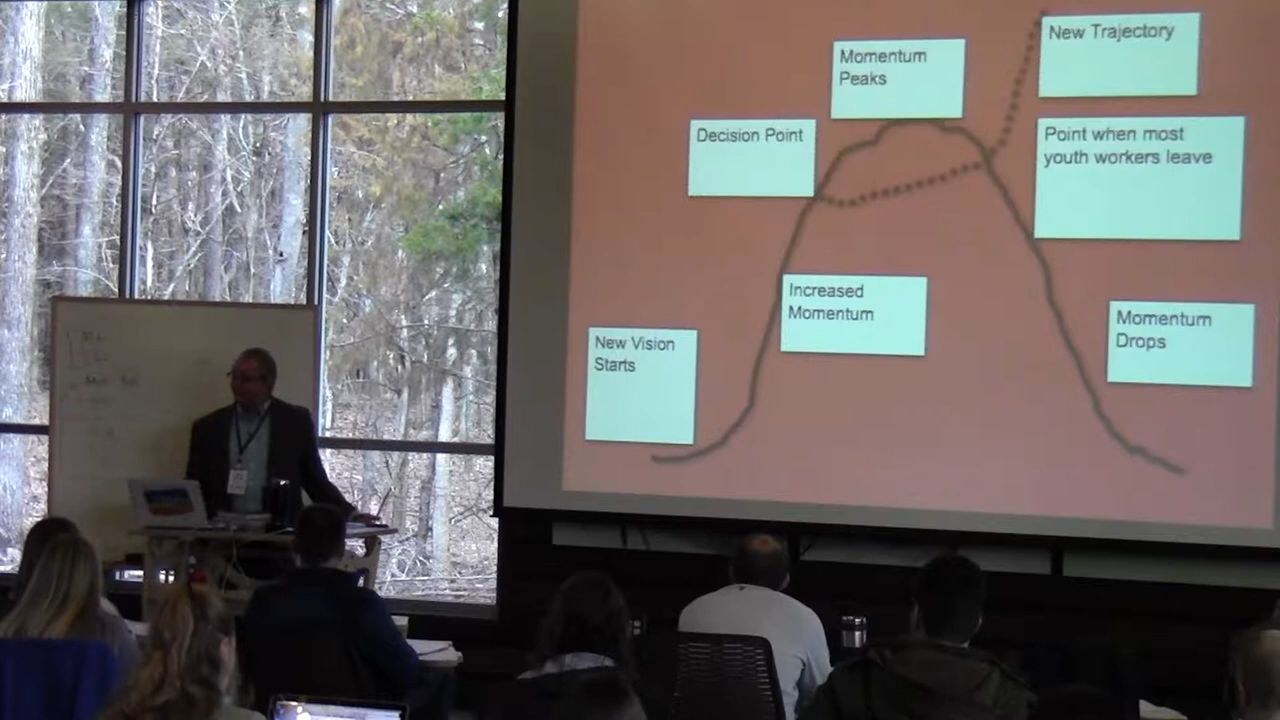 New Trajectory
Momentum
Peaks
Decision Point
Point when most
youth workers leave
Increased
Momentum
New Vision
Starts
Momentum
Drops